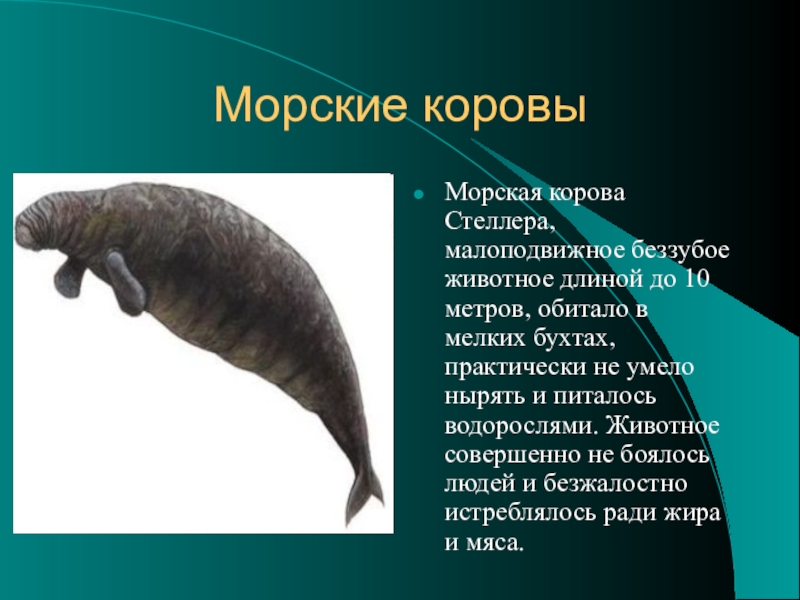 Морские коровы
Морская корова
Стеллера,
малоподвижное беззубое
животное длиной до 10
метров, обитало в
мелких бухтах,
практически не умело
нырять и питалось
водорослями. Животное
совершенно не боялось
людей и безжалостно
истреблялось ради жира
и мяса.